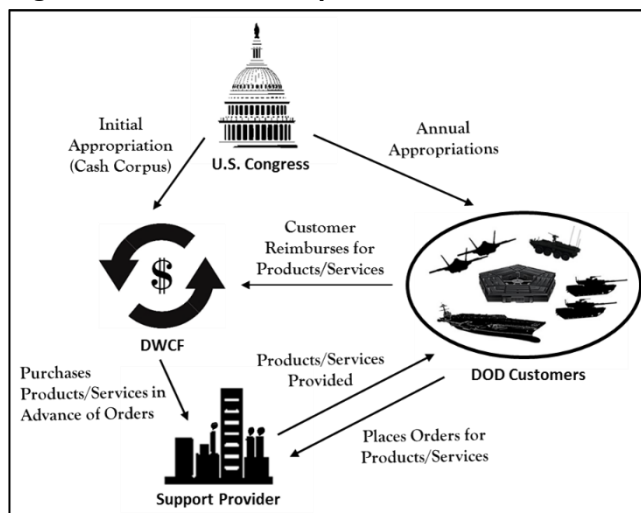 Initial
Appropriation
(Cash Corpus)
U.S. Congress
Annual
Appropriations
Customer
Reimburses for
Products/Services
$
DWCF
DOD Customers
Purchases
Products/Services in
Advance of Orders
Products/Services
Provided
Places Orders for
Products/Services
Support Provider